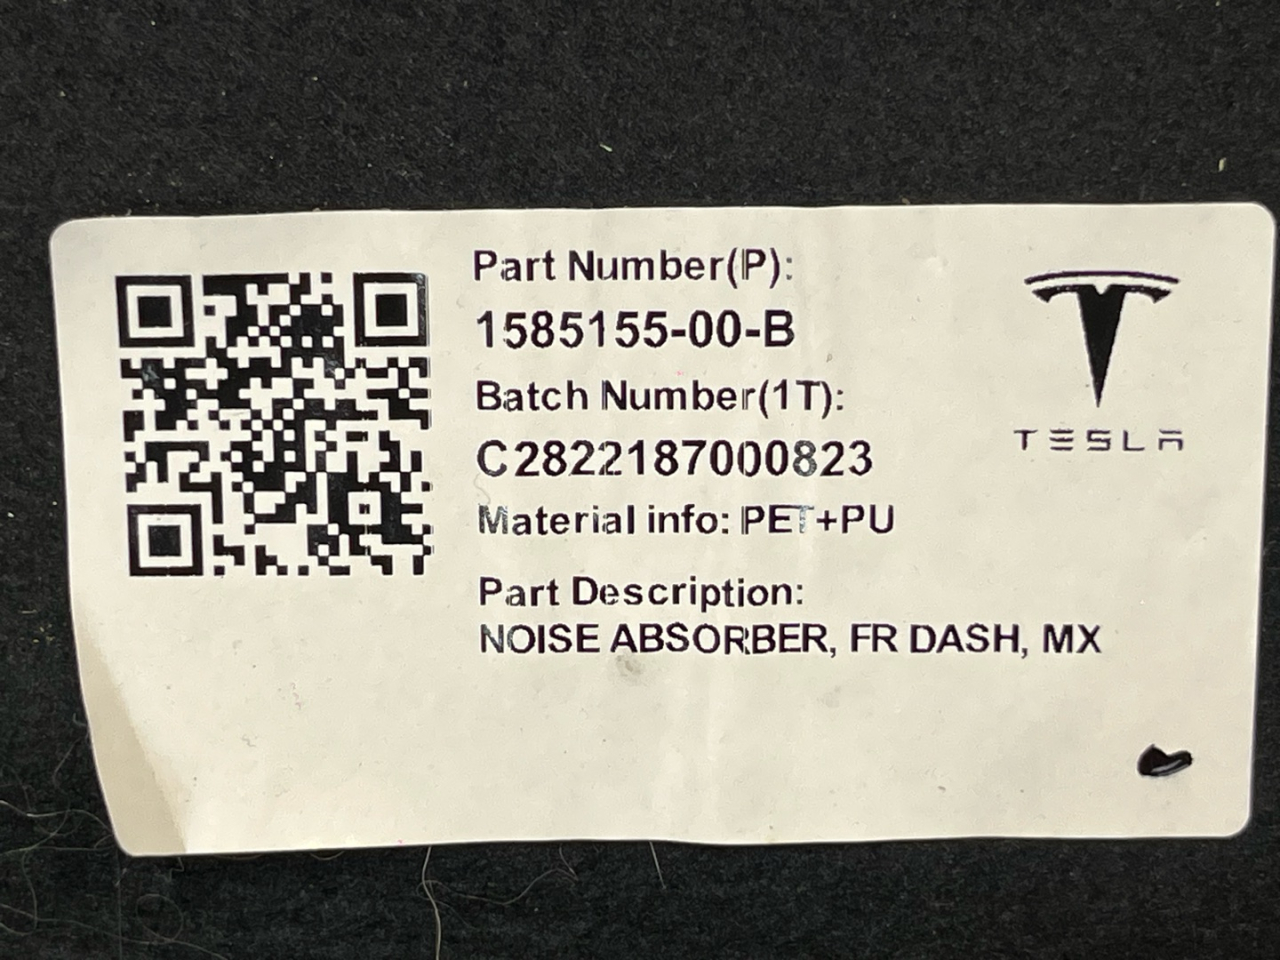 Part Number(P):
1585155-00-B
Batch Number(1T):
C2822187000823
Material info: PET+PU
Part Description:
NOISE ABSORBER, FR DASH, MX
TESLA